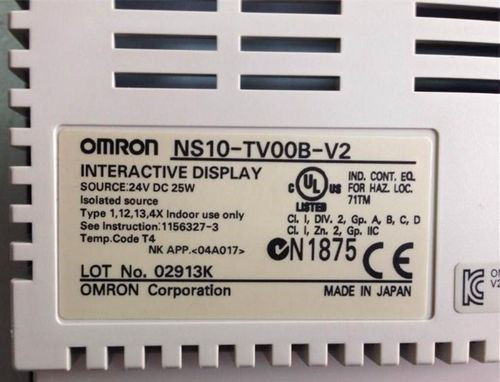 OMRON NS10-TV00B-V2
INTERACTIVE DISPLAY
SOURCE:24V DC 25W
Isolated source
Type 1,12,13,4X Indoor use only
See Instruction:1156327-3
Temp.Code T4
NK APP.<04A017>
c UL US
LISTED
IND. CONT. EQ.
FOR HAZ. LOC.
71TM
Cl. I, DIV. 2, Gp. A, B, C, D
Cl. I, Zn. 2, Gp. IIC
N1875 CE
LOT No. 02913K
OMRON Corporation
MADE IN JAPAN